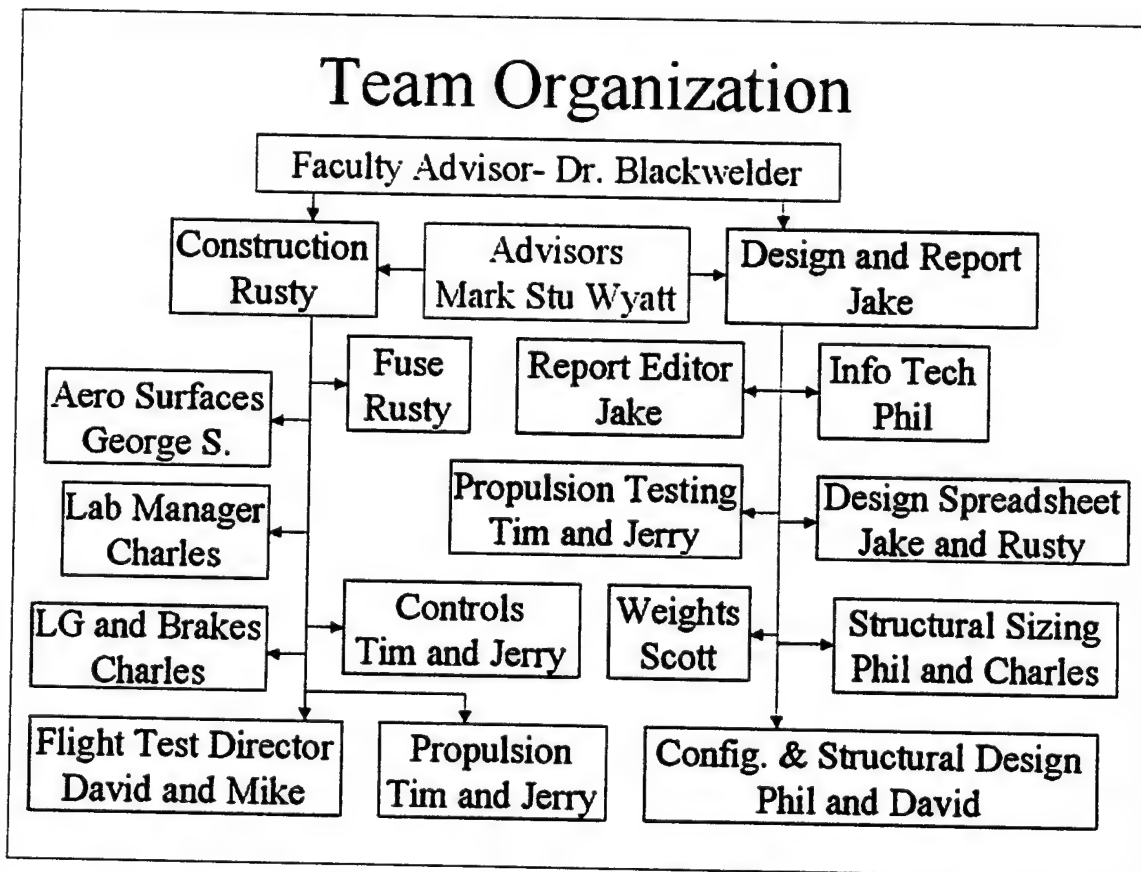 Team Organization
Faculty Advisor- Dr. Blackwelder
Construction
Rusty
Advisors
Mark Stu Wyatt
Design and Report
Jake
Fuse
Rusty
Report Editor
Jake
Info Tech
Phil
Aero Surfaces
George S.
Propulsion Testing
Tim and Jerry
Design Spreadsheet
Jake and Rusty
Lab Manager
Charles
Controls
Tim and Jerry
Weights
Scott
Structural Sizing
Phil and Charles
LG and Brakes
Charles
Flight Test Director
David and Mike
Propulsion
Tim and Jerry
Config. & Structural Design
Phil and David